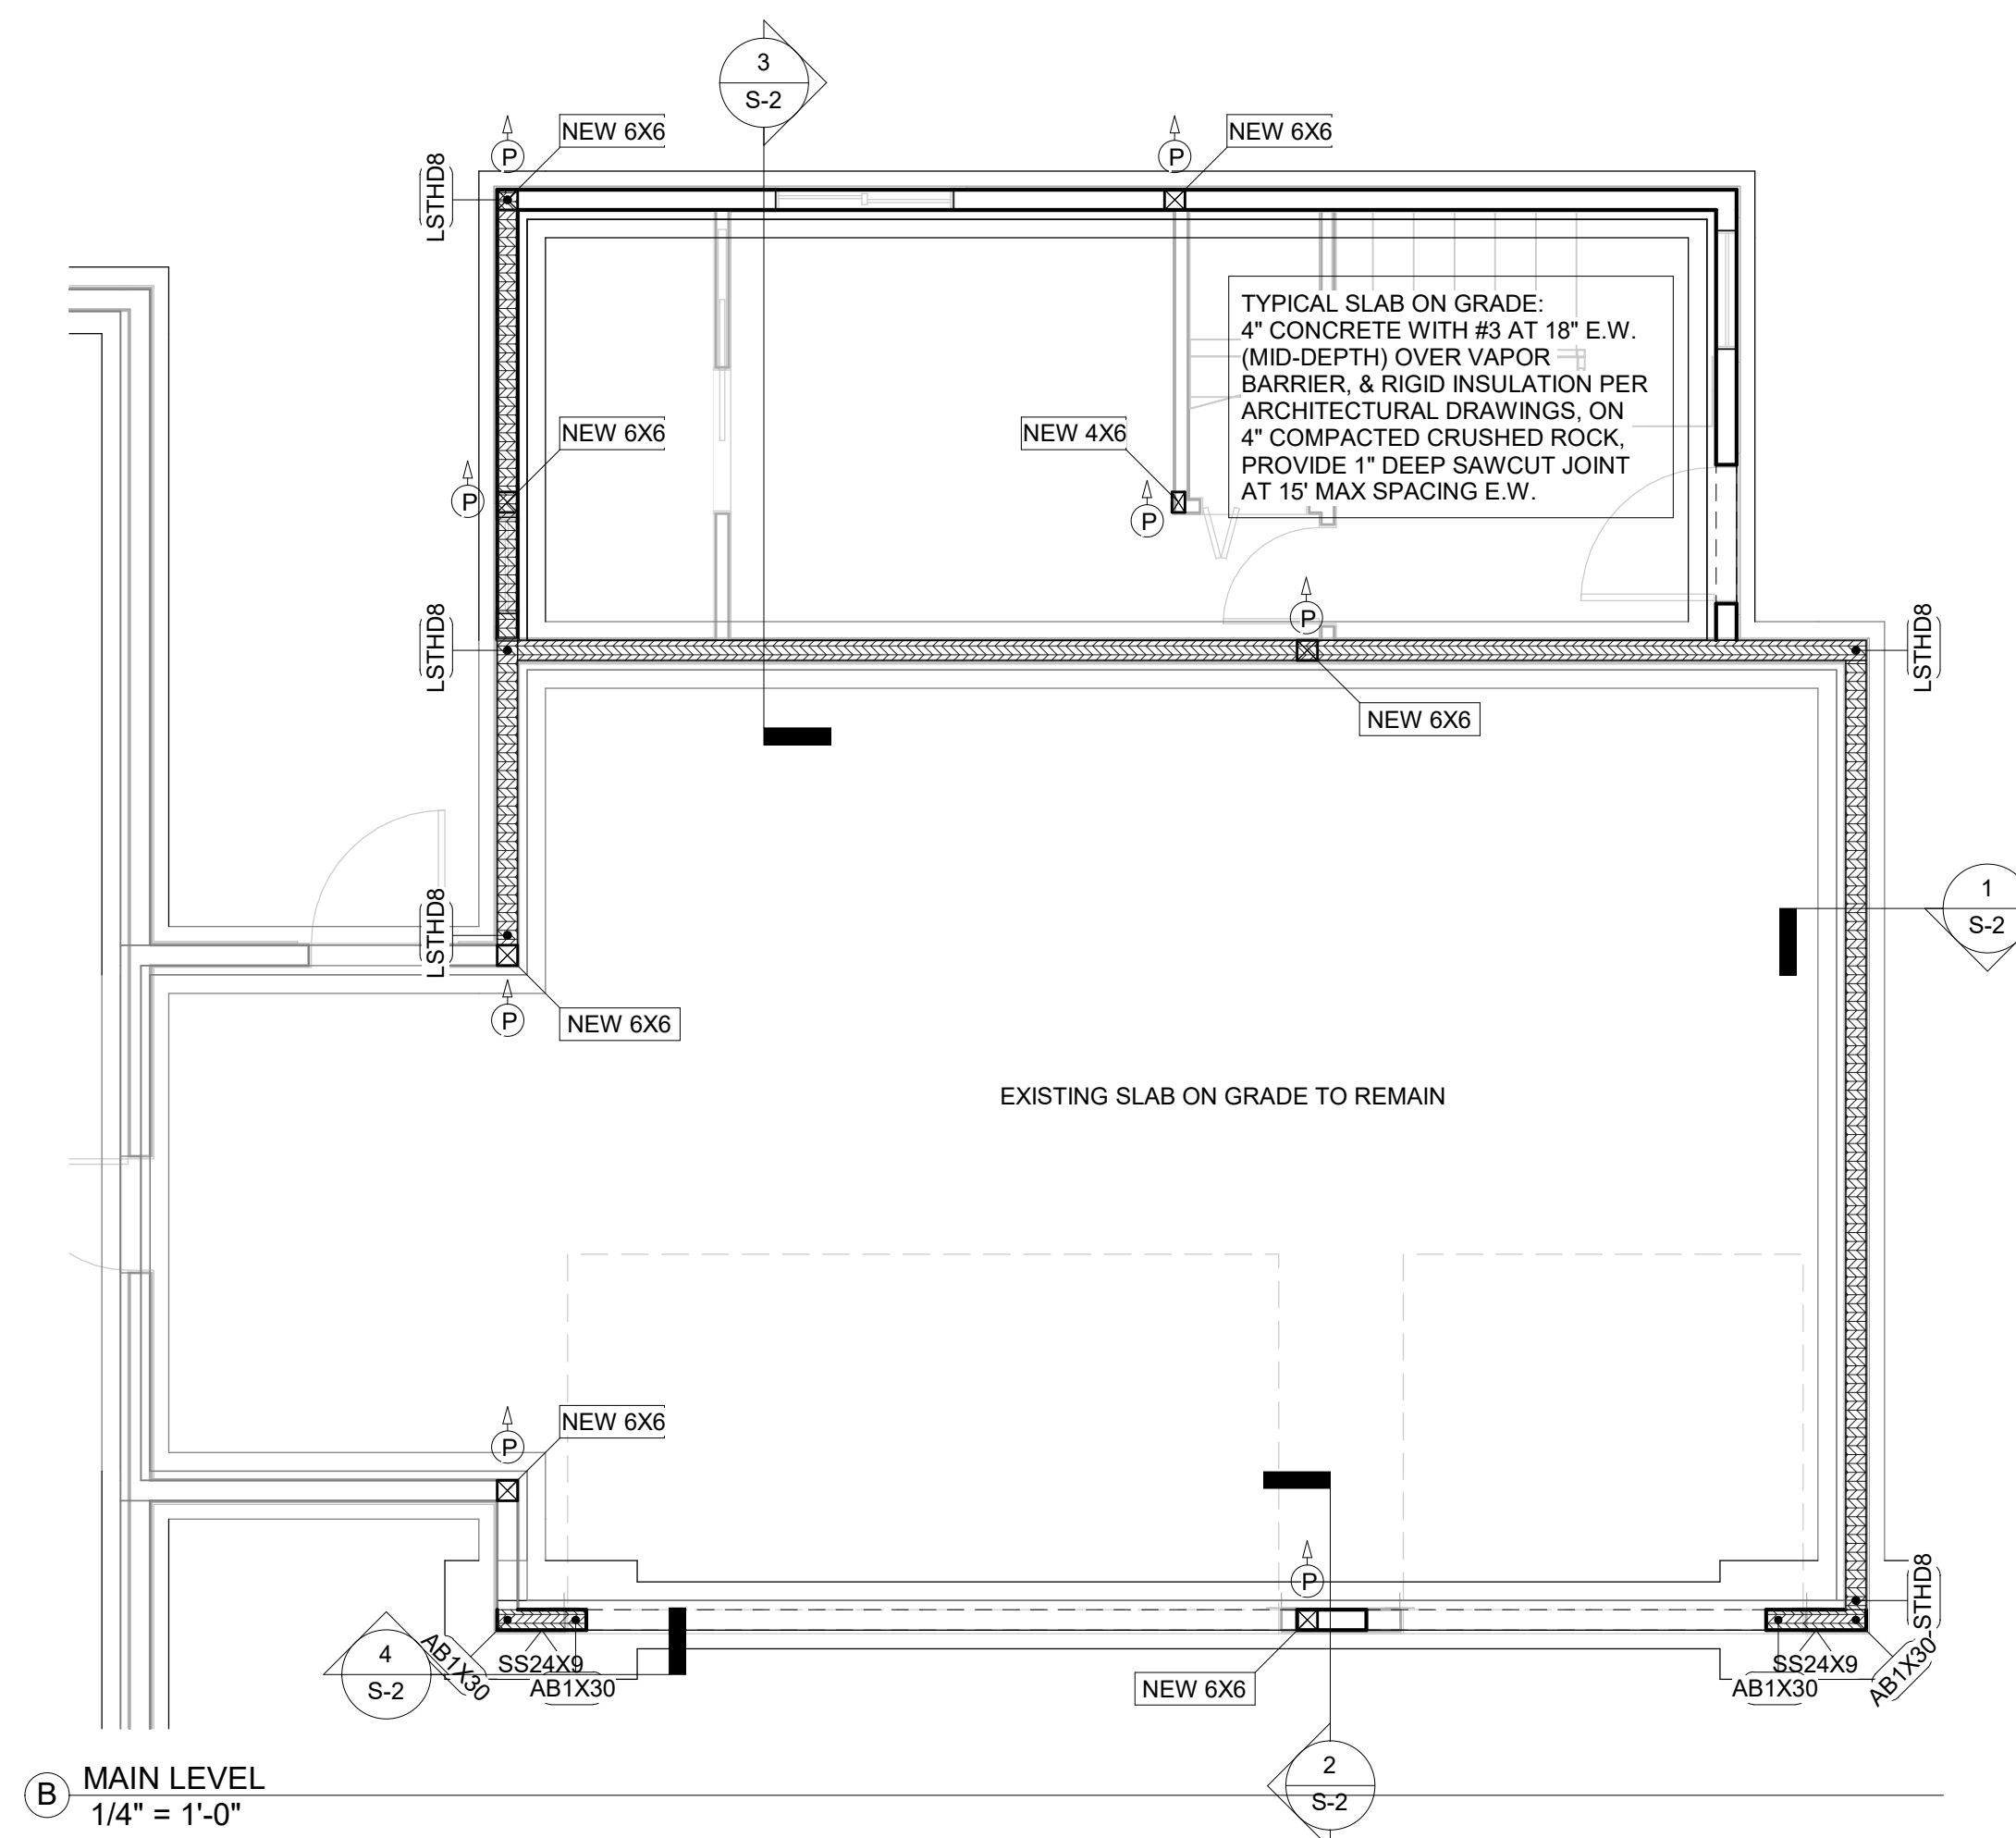 3
S-2
NEW 6X6
NEW 6X6
P
P
LSTHD8
TYPICAL SLAB ON GRADE:
4" CONCRETE WITH #3 AT 18" E.W.
(MID-DEPTH) OVER VAPOR
BARRIER, & RIGID INSULATION PER
ARCHITECTURAL DRAWINGS, ON
4" COMPACTED CRUSHED ROCK,
PROVIDE 1" DEEP SAWCUT JOINT
AT 15' MAX SPACING E.W.
NEW 6X6
NEW 4X6
P
P
P
LSTHD8
LSTHD8
NEW 6X6
1
S-2
LSTHD8
P
NEW 6X6
EXISTING SLAB ON GRADE TO REMAIN
NEW 6X6
P
P
LSTHD8
4
S-2
AB1X30
SS24X9
AB1X30
NEW 6X6
SS24X9
AB1X30
AB1X30
2
S-2
B
MAIN LEVEL
1/4" = 1'-0"